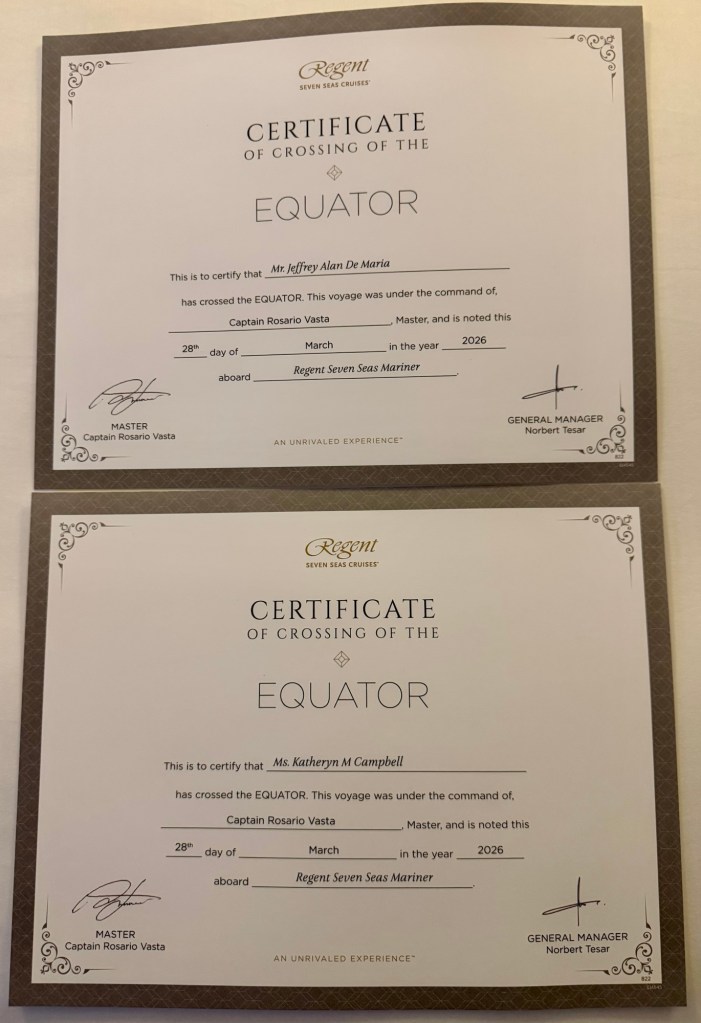 Regent
SEVEN SEAS CRUISES
CERTIFICATE
OF CROSSING OF THE
EQUATOR
This is to certify that Mr. Jeffrey Alan De Maria
has crossed the EQUATOR. This voyage was under the command of,
Captain Rosario Vasta, Master, and is noted this
28th day of March in the year 2026
aboard Regent Seven Seas Mariner.
MASTER
Captain Rosario Vasta
GENERAL MANAGER
Norbert Tesar
AN UNRIVALED EXPERIENCE™
Regent
SEVEN SEAS CRUISES
CERTIFICATE
OF CROSSING OF THE
EQUATOR
This is to certify that Ms. Katheryn M Campbell
has crossed the EQUATOR. This voyage was under the command of,
Captain Rosario Vasta, Master, and is noted this
28th day of March in the year 2026
aboard Regent Seven Seas Mariner.
MASTER
Captain Rosario Vasta
GENERAL MANAGER
Norbert Tesar
AN UNRIVALED EXPERIENCE™
822